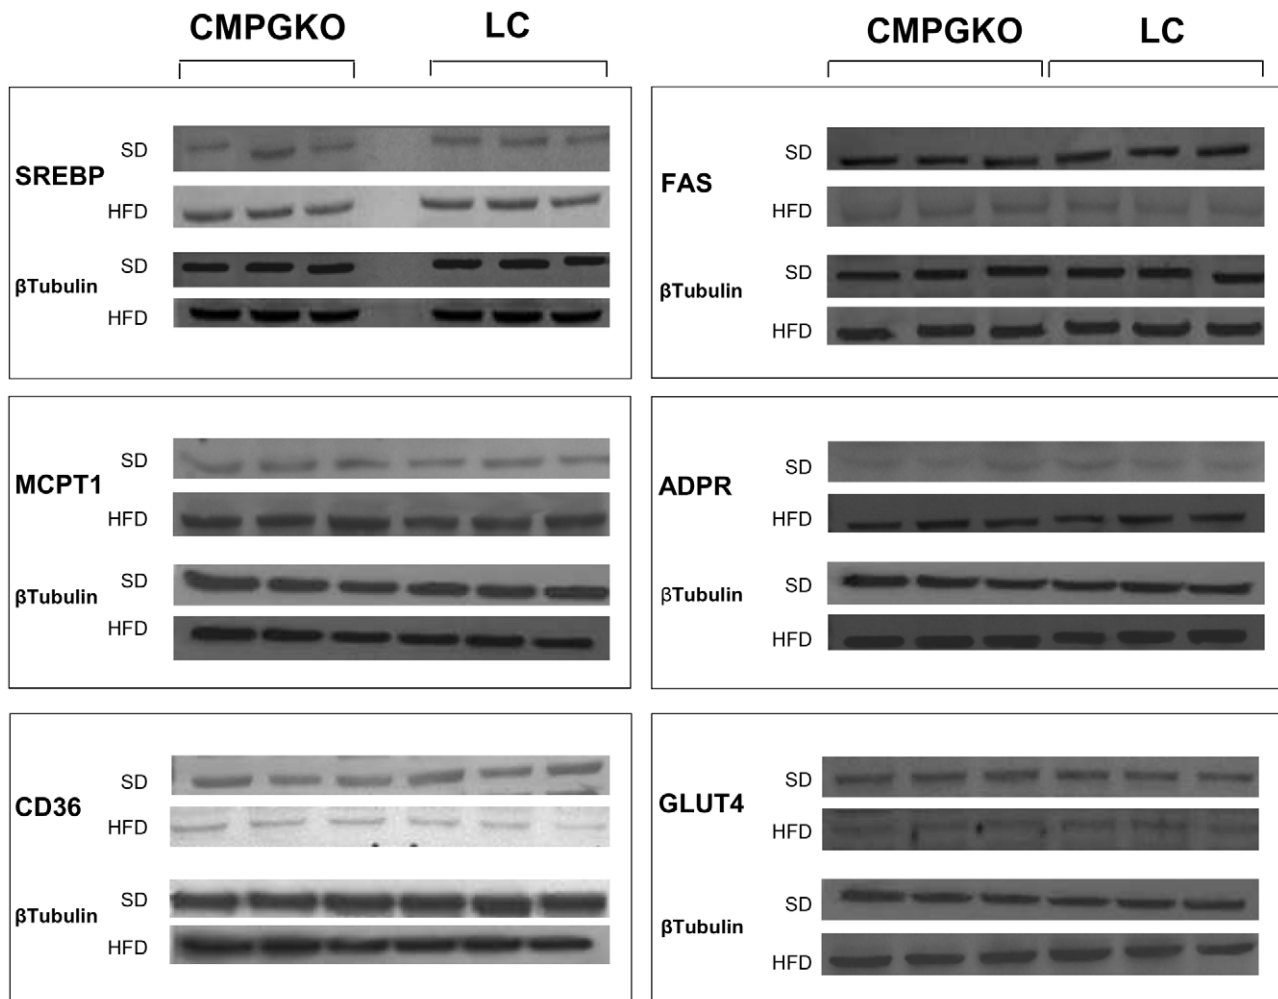 CMPGKO LC
CMPGKO LC
SREBP
SD
HFD
βTubulin
SD
HFD
FAS
SD
HFD
βTubulin
SD
HFD
MCPT1
SD
HFD
βTubulin
SD
HFD
ADPR
SD
HFD
βTubulin
SD
HFD
CD36
SD
HFD
βTubulin
SD
HFD
GLUT4
SD
HFD
βTubulin
SD
HFD